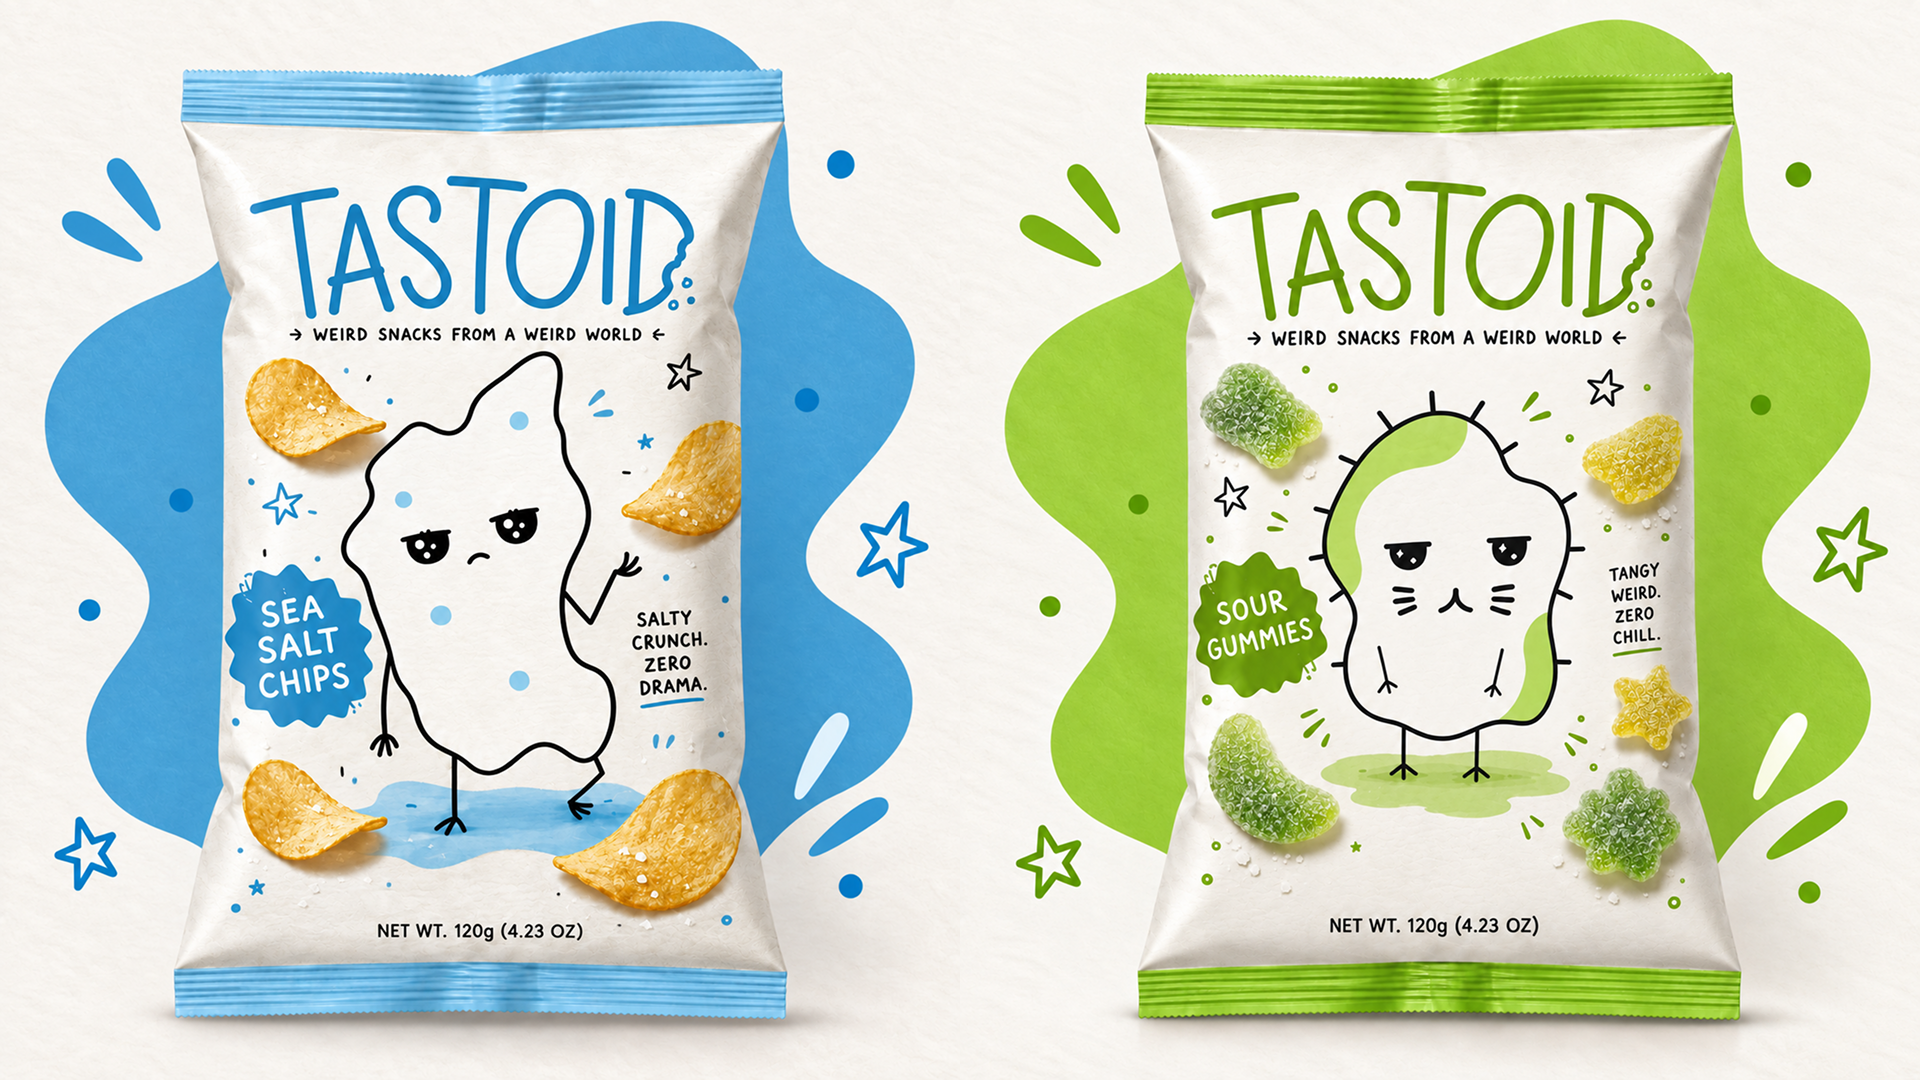 TASTOID
→ WEIRD SNACKS FROM A WEIRD WORLD ←
SEA
SALT
CHIPS
SALTY
CRUNCH.
ZERO
DRAMA.
NET WT. 120g (4.23 OZ)
TASTOID
→ WEIRD SNACKS FROM A WEIRD WORLD ←
SOUR
GUMMIES
TANGY
WEIRD.
ZERO
CHILL.
NET WT. 120g (4.23 OZ)